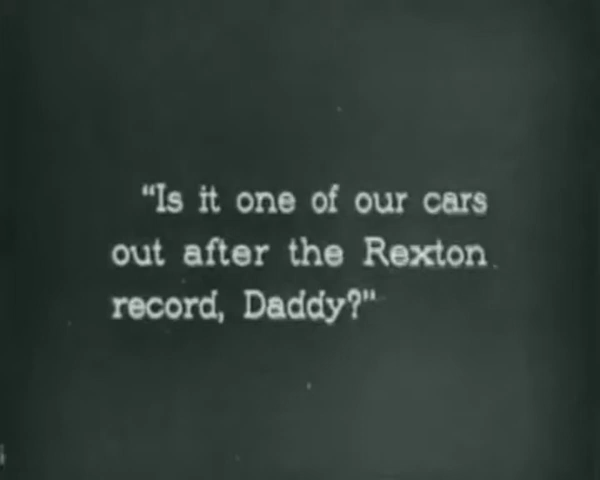 "Is it one of our cars
out after the Rexton
record, Daddy?"